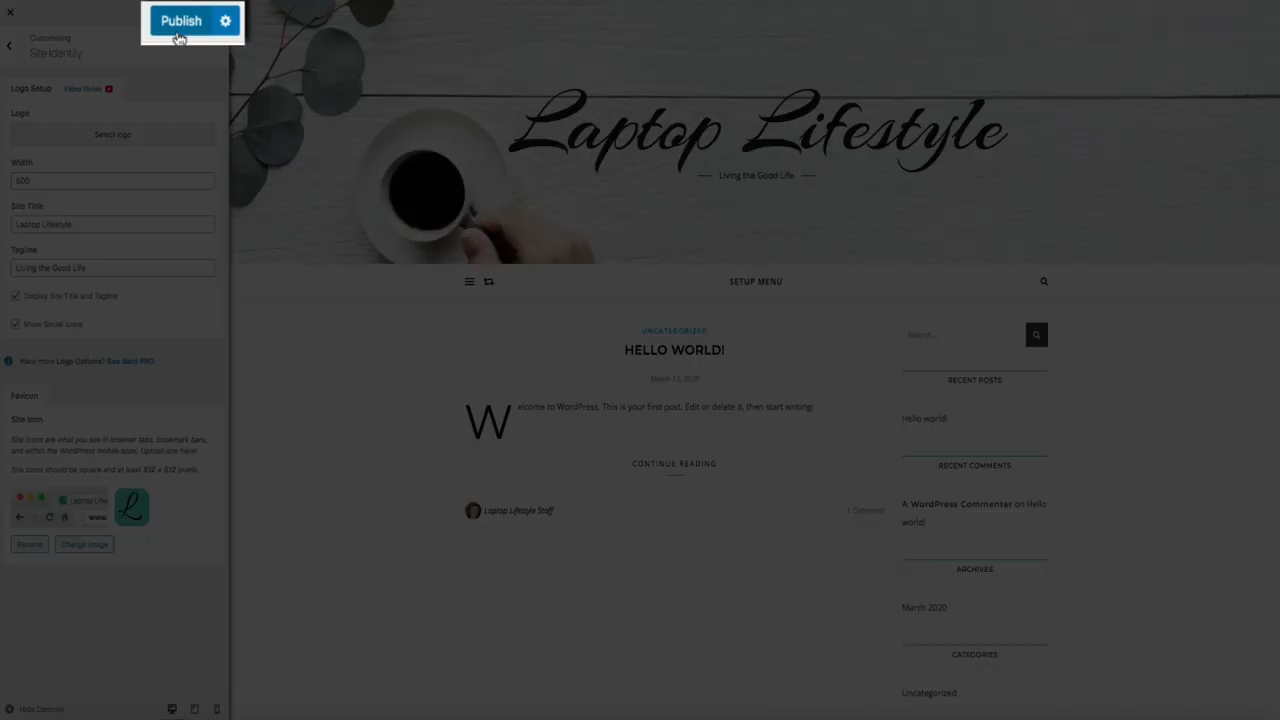 Publish
Customizing
Site Identity
Logo Setup
Video Guide
Logo
Select logo
Width
500
Site Title
Laptop Lifestyle
Tagline
Living the Good Life
Display Site Title and Tagline
Show Social Icons
Want more Logo Options? See Bard PRO
Favicon
Site Icon
Site Icons are what you see in browser tabs, bookmark bars,
and within the WordPress mobile apps. Upload one here!
Site Icons should be square and at least 512 × 512 pixels.
Laptop Life
www.
L
Remove
Change image
Hide Controls
Laptop Lifestyle
Living the Good Life
SETUP MENU
UNCATEGORIZED
HELLO WORLD!
March 12, 2020
Welcome to WordPress. This is your first post. Edit or delete it, then start writing!
CONTINUE READING
Laptop Lifestyle Staff
1 Comment
Search...
RECENT POSTS
Hello world!
RECENT COMMENTS
A WordPress Commenter on Hello
world!
ARCHIVES
March 2020
CATEGORIES
Uncategorized